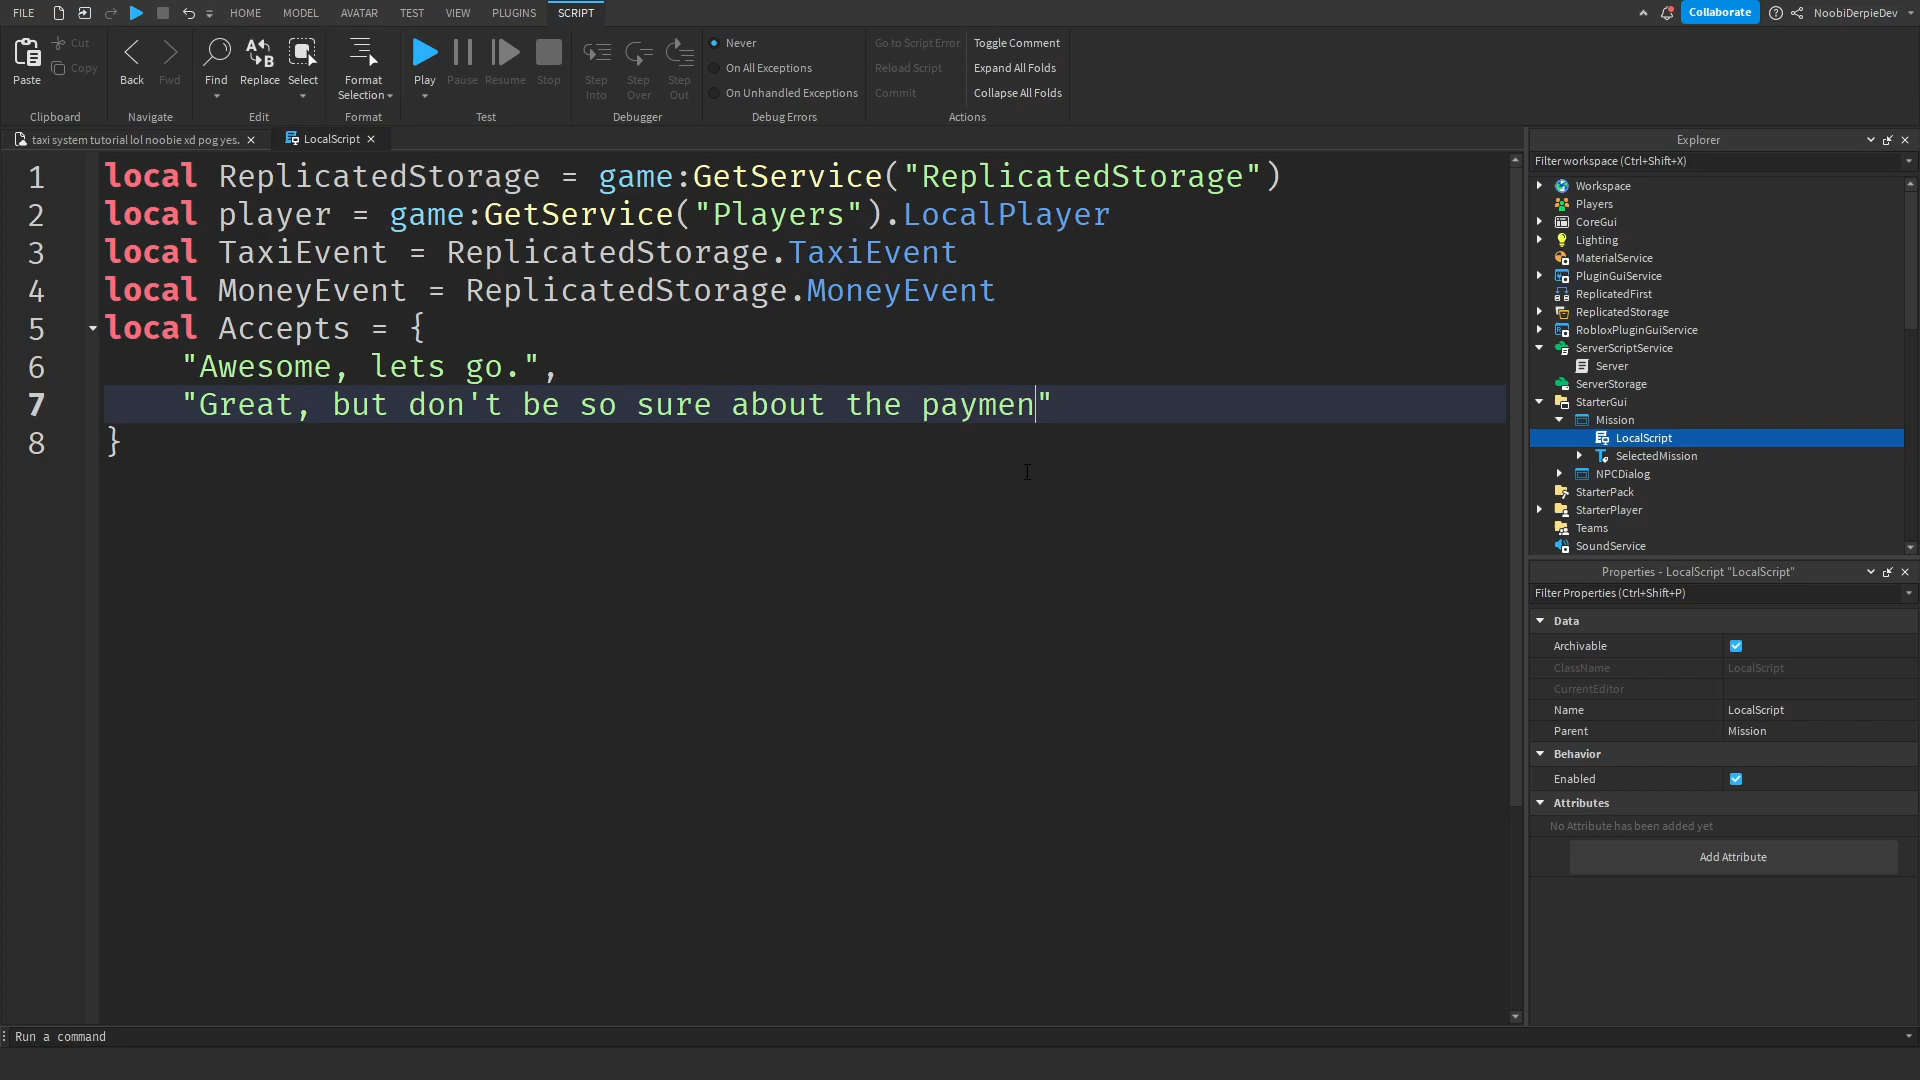 FILE HOME MODEL AVATAR TEST VIEW PLUGINS SCRIPT Collaborate NoobiDerpieDev
Paste Cut Copy Back Fwd Find Replace Select Format Selection Play Pause Resume Stop Step Into Step Over Step Out
Never
On All Exceptions
On Unhandled Exceptions
Go to Script Error
Reload Script
Commit
Toggle Comment
Expand All Folds
Collapse All Folds
Clipboard Navigate Edit Format Test Debugger Debug Errors Actions
taxi system tutorial lol noobie xd pog yes. LocalScript
1 local ReplicatedStorage = game:GetService("ReplicatedStorage")
2 local player = game:GetService("Players").LocalPlayer
3 local TaxiEvent = ReplicatedStorage.TaxiEvent
4 local MoneyEvent = ReplicatedStorage.MoneyEvent
5 local Accepts = {
6 "Awesome, lets go.",
7 "Great, but don't be so sure about the paymen"
8 }
Explorer
Filter workspace (Ctrl+Shift+X)
Workspace
Players
CoreGui
Lighting
MaterialService
PluginGuiService
ReplicatedFirst
ReplicatedStorage
RobloxPluginGuiService
ServerScriptService
Server
ServerStorage
StarterGui
Mission
LocalScript
SelectedMission
NPCDialog
StarterPack
StarterPlayer
Teams
SoundService
Properties - LocalScript "LocalScript"
Filter Properties (Ctrl+Shift+P)
Data
Archivable
ClassName LocalScript
CurrentEditor
Name LocalScript
Parent Mission
Behavior
Enabled
Attributes
No Attribute has been added yet
Add Attribute
Run a command